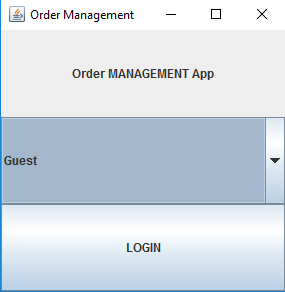 Order Management
Order MANAGEMENT App
Guest
LOGIN